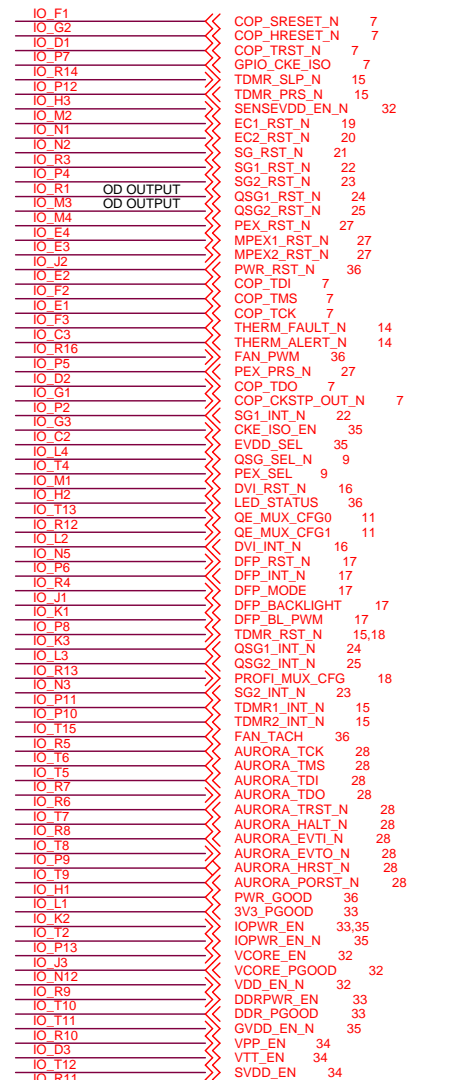 IO_F1 COP_SRESET_N 7
IO_G2 COP_HRESET_N 7
IO_D1 COP_TRST_N 7
IO_P7 GPIO_CKE_ISO 7
IO_R14 TDMR_SLP_N 15
IO_P12 TDMR_PRS_N 15
IO_H3 SENSEVDD_EN_N 32
IO_M2 EC1_RST_N 19
IO_N1 EC2_RST_N 20
IO_N2 SG_RST_N 21
IO_R3 SG1_RST_N 22
IO_P4 SG2_RST_N 23
IO_R1 OD OUTPUT QSG1_RST_N 24
IO_M3 OD OUTPUT QSG2_RST_N 25
IO_M4 PEX_RST_N 27
IO_E4 MPEX1_RST_N 27
IO_E3 MPEX2_RST_N 27
IO_J2 PWR_RST_N 36
IO_E2 COP_TDI 7
IO_F2 COP_TMS 7
IO_E1 COP_TCK 7
IO_F3 THERM_FAULT_N 14
IO_C3 THERM_ALERT_N 14
IO_R16 FAN_PWM 36
IO_P5 PEX_PRS_N 27
IO_D2 COP_TDO 7
IO_G1 COP_CKSTP_OUT_N 7
IO_P2 SG1_INT_N 22
IO_G3 CKE_ISO_EN 35
IO_C2 EVDD_SEL 35
IO_L4 QSG_SEL_N 9
IO_T4 PEX_SEL 9
IO_M1 DVI_RST_N 16
IO_H2 LED_STATUS 36
IO_T13 QE_MUX_CFG0 11
IO_R12 QE_MUX_CFG1 11
IO_L2 DVI_INT_N 16
IO_N5 DFP_RST_N 17
IO_P6 DFP_INT_N 17
IO_R4 DFP_MODE 17
IO_J1 DFP_BACKLIGHT 17
IO_K1 DFP_BL_PWM 17
IO_P8 TDMR_RST_N 15,18
IO_K3 QSG1_INT_N 24
IO_L3 QSG2_INT_N 25
IO_R13 PROFI_MUX_CFG 18
IO_N3 SG2_INT_N 23
IO_P11 TDMR1_INT_N 15
IO_P10 TDMR2_INT_N 15
IO_T15 FAN_TACH 36
IO_R5 AURORA_TCK 28
IO_T6 AURORA_TMS 28
IO_T5 AURORA_TDI 28
IO_R7 AURORA_TDO 28
IO_R6 AURORA_TRST_N 28
IO_T7 AURORA_HALT_N 28
IO_R8 AURORA_EVTI_N 28
IO_T8 AURORA_EVTO_N 28
IO_P9 AURORA_HRST_N 28
IO_T9 AURORA_PORST_N 28
IO_H1 PWR_GOOD 36
IO_L1 3V3_PGOOD 33
IO_K2 IOPWR_EN 33,35
IO_T2 IOPWR_EN_N 35
IO_P13 VCORE_EN 32
IO_J3 VCORE_PGOOD 32
IO_N12 VDD_EN_N 32
IO_R9 DDRPWR_EN 33
IO_T10 DDR_PGOOD 33
IO_T11 GVDD_EN_N 35
IO_R10 VPP_EN 34
IO_D3 VTT_EN 34
IO_T12 SVDD_EN 34
IO_R11